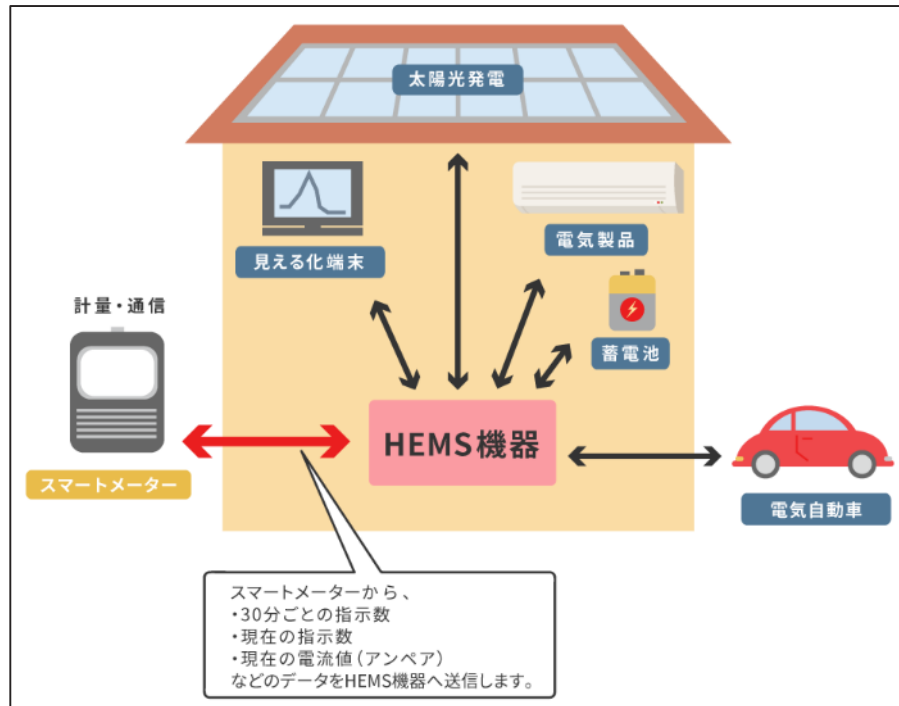 太陽光発電
見える化端末
電気製品
蓄電池
計量・通信
HEMS機器
スマートメーター
電気自動車
スマートメーターから、
・30分ごとの指示数
・現在の指示数
・現在の電流値(アンペア)
などのデータをHEMS機器へ送信します。